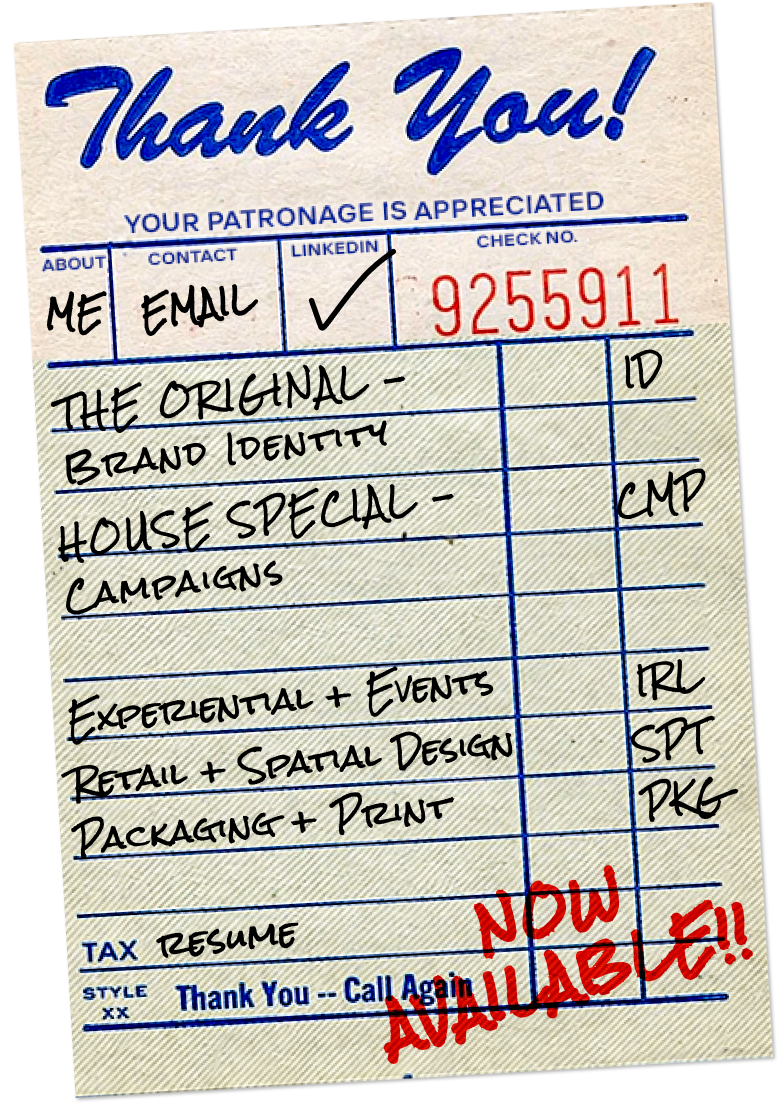 Thank You!
YOUR PATRONAGE IS APPRECIATED
ABOUT CONTACT LINKEDIN CHECK NO.
ME EMAIL ✓ 9255911
THE ORIGINAL - ID
BRAND IDENTITY
HOUSE SPECIAL - CMP
CAMPAIGNS
EXPERIENTIAL + EVENTS IRL
RETAIL + SPATIAL DESIGN SPT
PACKAGING + PRINT PKG
TAX RESUME
NOW
AVAILABLE!!
STYLE
XX
Thank You -- Call Again